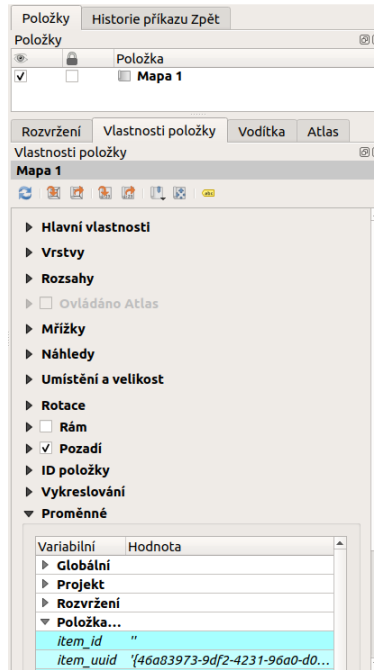 Položky Historie příkazu Zpět
Položky
Položka
Mapa 1
Rozvržení Vlastnosti položky Vodítka Atlas
Vlastnosti položky
Mapa 1
abc
Hlavní vlastnosti
Vrstvy
Rozsahy
Ovládáno Atlas
Mřížky
Náhledy
Umístění a velikost
Rotace
Rám
Pozadí
ID položky
Vykreslování
Proměnné
Variabilní Hodnota
Globální
Projekt
Rozvržení
Položka...
item_id ''
item_uuid '{46a83973-9df2-4231-96a0-d0...